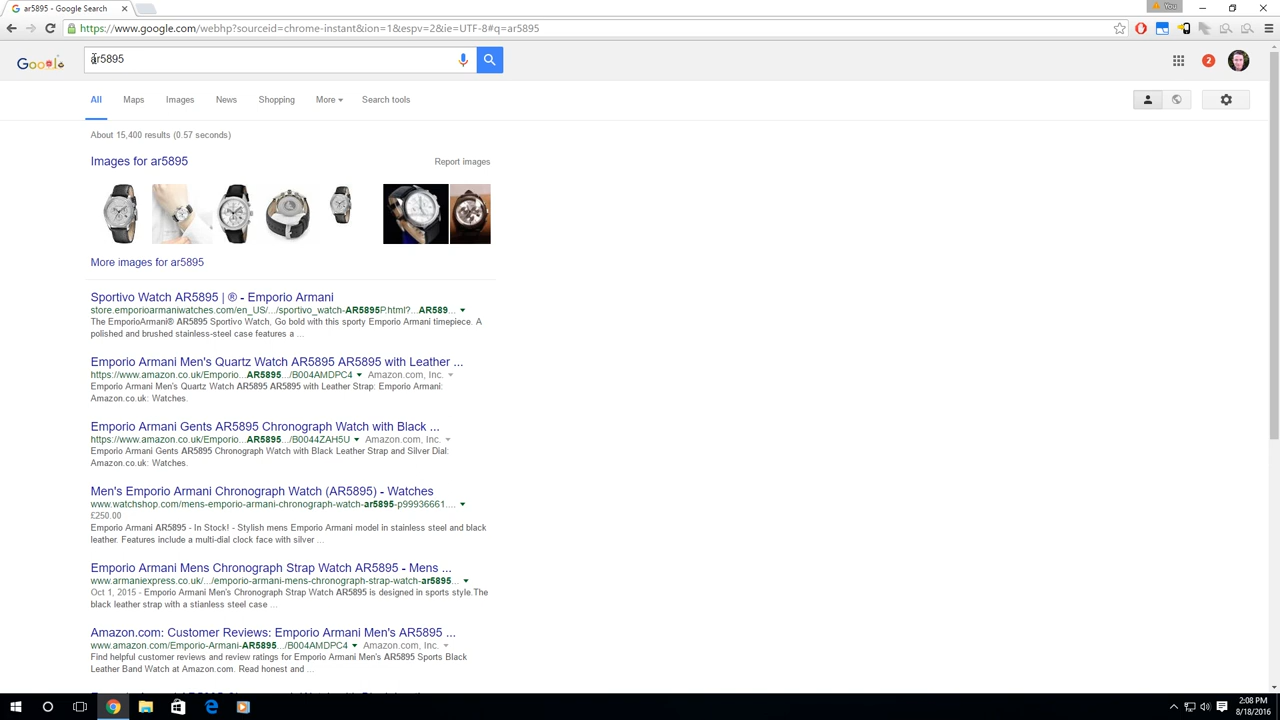 ar5895 - Google Search
You
https://www.google.com/webhp?sourceid=chrome-instant&ion=1&espv=2&ie=UTF-8#q=ar5895
Google
ar5895
2
All Maps Images News Shopping More Search tools
About 15,400 results (0.57 seconds)
Images for ar5895
Report images
More images for ar5895
Sportivo Watch AR5895 | ® - Emporio Armani
store.emporioarmaniwatches.com/en_US/.../sportivo_watch-AR5895P.html?...AR589...
The EmporioArmani® AR5895 Sportivo Watch, Go bold with this sporty Emporio Armani timepiece. A
polished and brushed stainless-steel case features a ...
Emporio Armani Men's Quartz Watch AR5895 AR5895 with Leather ...
https://www.amazon.co.uk/Emporio...AR5895.../B004AMDPC4 Amazon.com, Inc.
Emporio Armani Men's Quartz Watch AR5895 AR5895 with Leather Strap: Emporio Armani:
Amazon.co.uk: Watches.
Emporio Armani Gents AR5895 Chronograph Watch with Black ...
https://www.amazon.co.uk/Emporio...AR5895.../B0044ZAH5U Amazon.com, Inc.
Emporio Armani Gents AR5895 Chronograph Watch with Black Leather Strap and Silver Dial:
Amazon.co.uk: Watches.
Men's Emporio Armani Chronograph Watch (AR5895) - Watches
www.watchshop.com/mens-emporio-armani-chronograph-watch-ar5895-p99936661....
£250.00
Emporio Armani AR5895 - In Stock! - Stylish mens Emporio Armani model in stainless steel and black
leather. Features include a multi-dial clock face with silver ...
Emporio Armani Mens Chronograph Strap Watch AR5895 - Mens ...
www.armaniexpress.co.uk/.../emporio-armani-mens-chronograph-strap-watch-ar5895...
Oct 1, 2015 - Emporio Armani Men's Chronograph Strap Watch AR5895 is designed in sports style.The
black leather strap with a stianless steel case ...
Amazon.com: Customer Reviews: Emporio Armani Men's AR5895 ...
www.amazon.com/Emporio-Armani-AR5895.../B004AMDPC4 Amazon.com, Inc.
Find helpful customer reviews and review ratings for Emporio Armani Men's AR5895 Sports Black
Leather Band Watch at Amazon.com. Read honest and ...
2:08 PM
8/18/2016